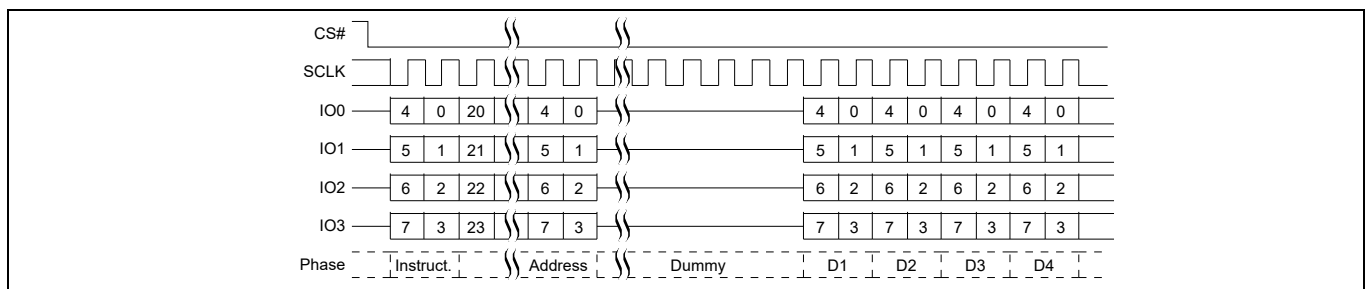 CS#
SCLK
IO0 4 0 20 4 0 4 0 4 0 4 0 4 0
IO1 5 1 21 5 1 5 1 5 1 5 1 5 1
IO2 6 2 22 6 2 6 2 6 2 6 2 6 2
IO3 7 3 23 7 3 7 3 7 3 7 3 7 3
Phase Instruct. Address Dummy D1 D2 D3 D4